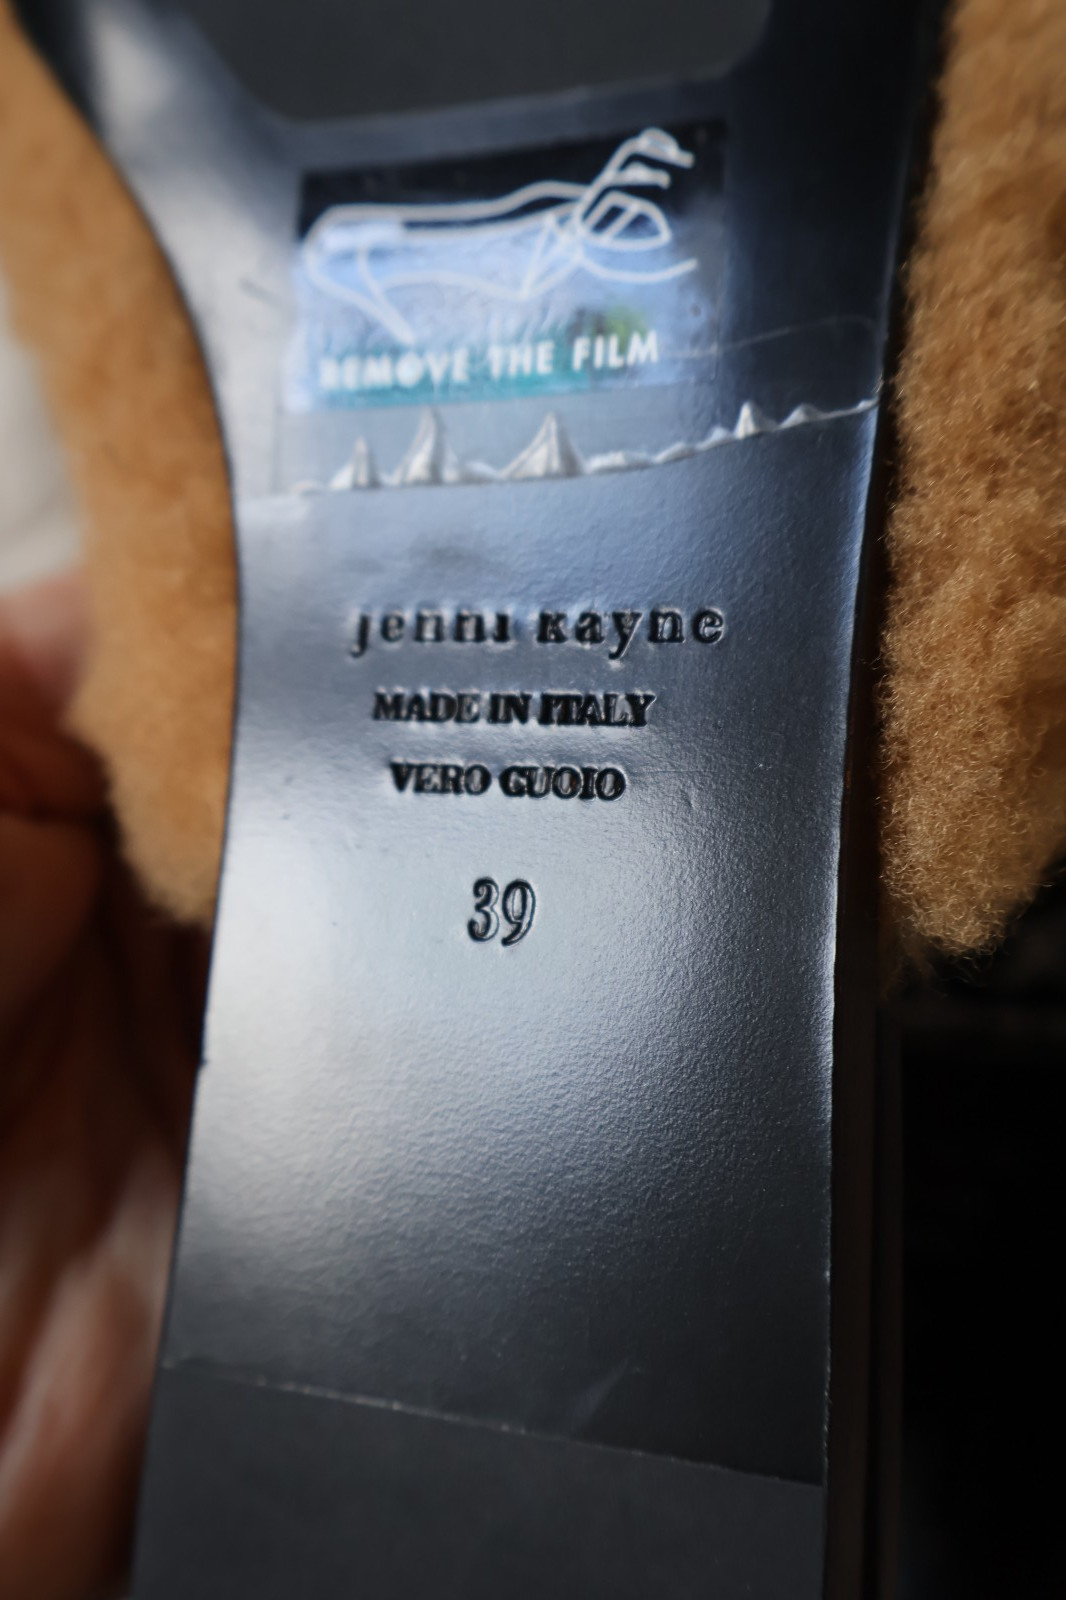 REMOVE THE FILM
jenni kayne
MADE IN ITALY
VERO CUOIO
39